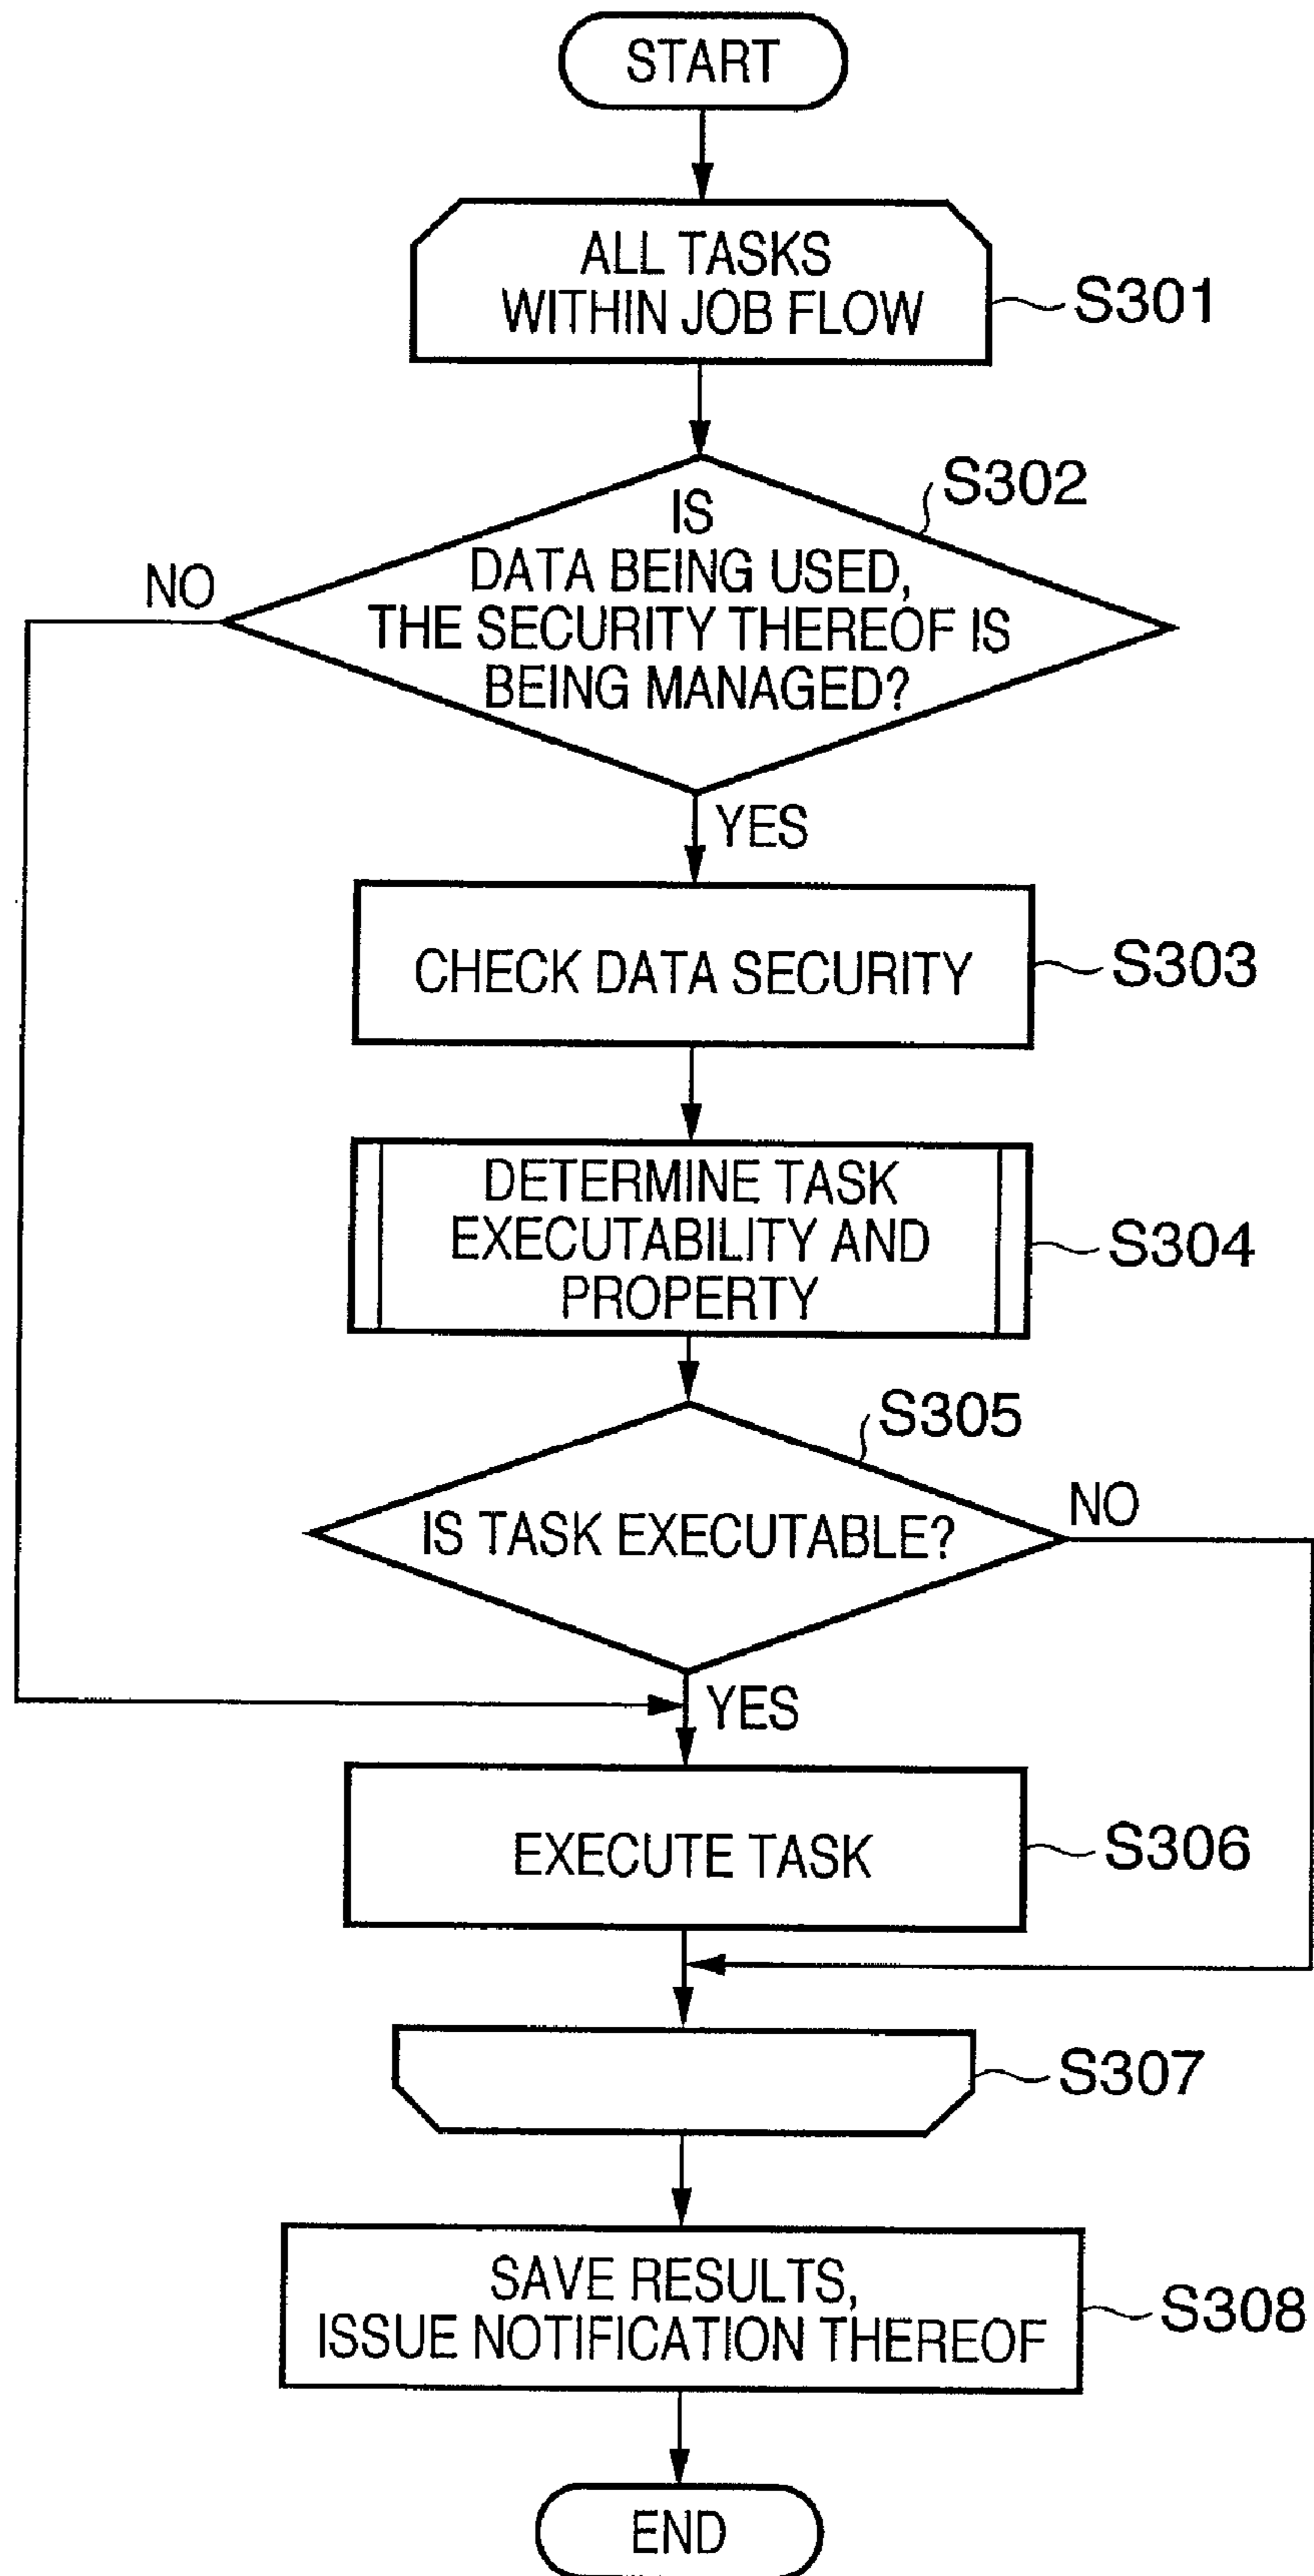 START
ALL TASKS
WITHIN JOB FLOW
S301
S302
IS
DATA BEING USED,
THE SECURITY THEREOF IS
BEING MANAGED?
NO
YES
CHECK DATA SECURITY
S303
DETERMINE TASK
EXECUTABILITY AND
PROPERTY
S304
S305
IS TASK EXECUTABLE?
NO
YES
EXECUTE TASK
S306
S307
SAVE RESULTS,
ISSUE NOTIFICATION THEREOF
S308
END